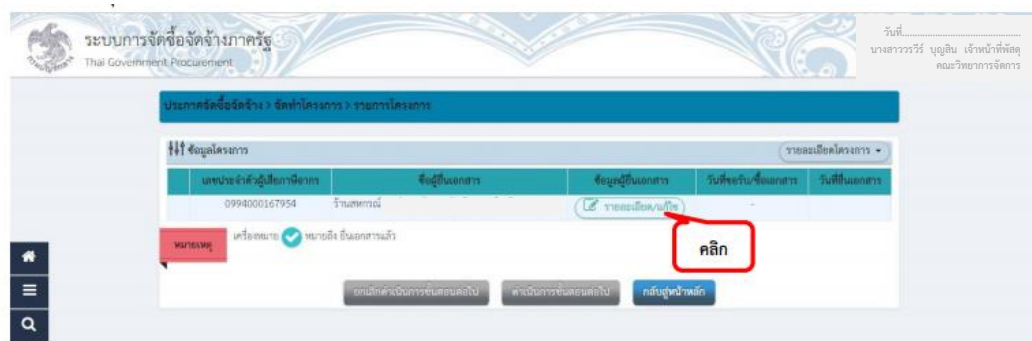 ระบบการจัดซื้อจัดจ้างภาครัฐ
Thai Government Procurement
วันที่
นางสาววรวีร์ บุญสิน เจ้าหน้าที่พัสดุ
คณะวิทยาการจัดการ
ประกาศจัดซื้อจัดจ้าง > จัดทำโครงการ > รายการโครงการ
ข้อมูลโครงการ
รายละเอียดโครงการ
เลขประจำตัวผู้เสียภาษีอากร ชื่อผู้ยื่นเอกสาร ข้อมูลผู้ยื่นเอกสาร วันที่ขอรับ/ซื้อเอกสาร วันที่ยื่นเอกสาร
0994000167954 ร้านสหกรณ์ รายละเอียด/แก้ไข -
หมายเหตุ เครื่องหมาย หมายถึง ยื่นเอกสารแล้ว
คลิก
ยกเลิกดำเนินการขั้นตอนต่อไป ดำเนินการขั้นตอนต่อไป กลับสู่หน้าหลัก